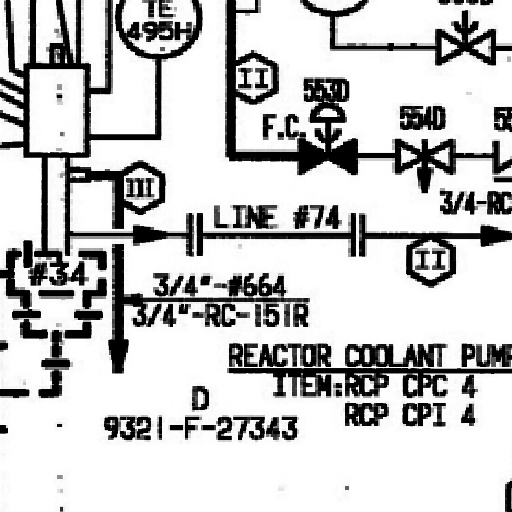 TE
495H
II
553D
F.C.
554D
III
3/4-RC
LINE #74
II
#34
3/4"-#664
3/4"-RC-151R
REACTOR COOLANT PUMP
ITEM:RCP CPC 4
RCP CPI 4
D
9321-F-27343